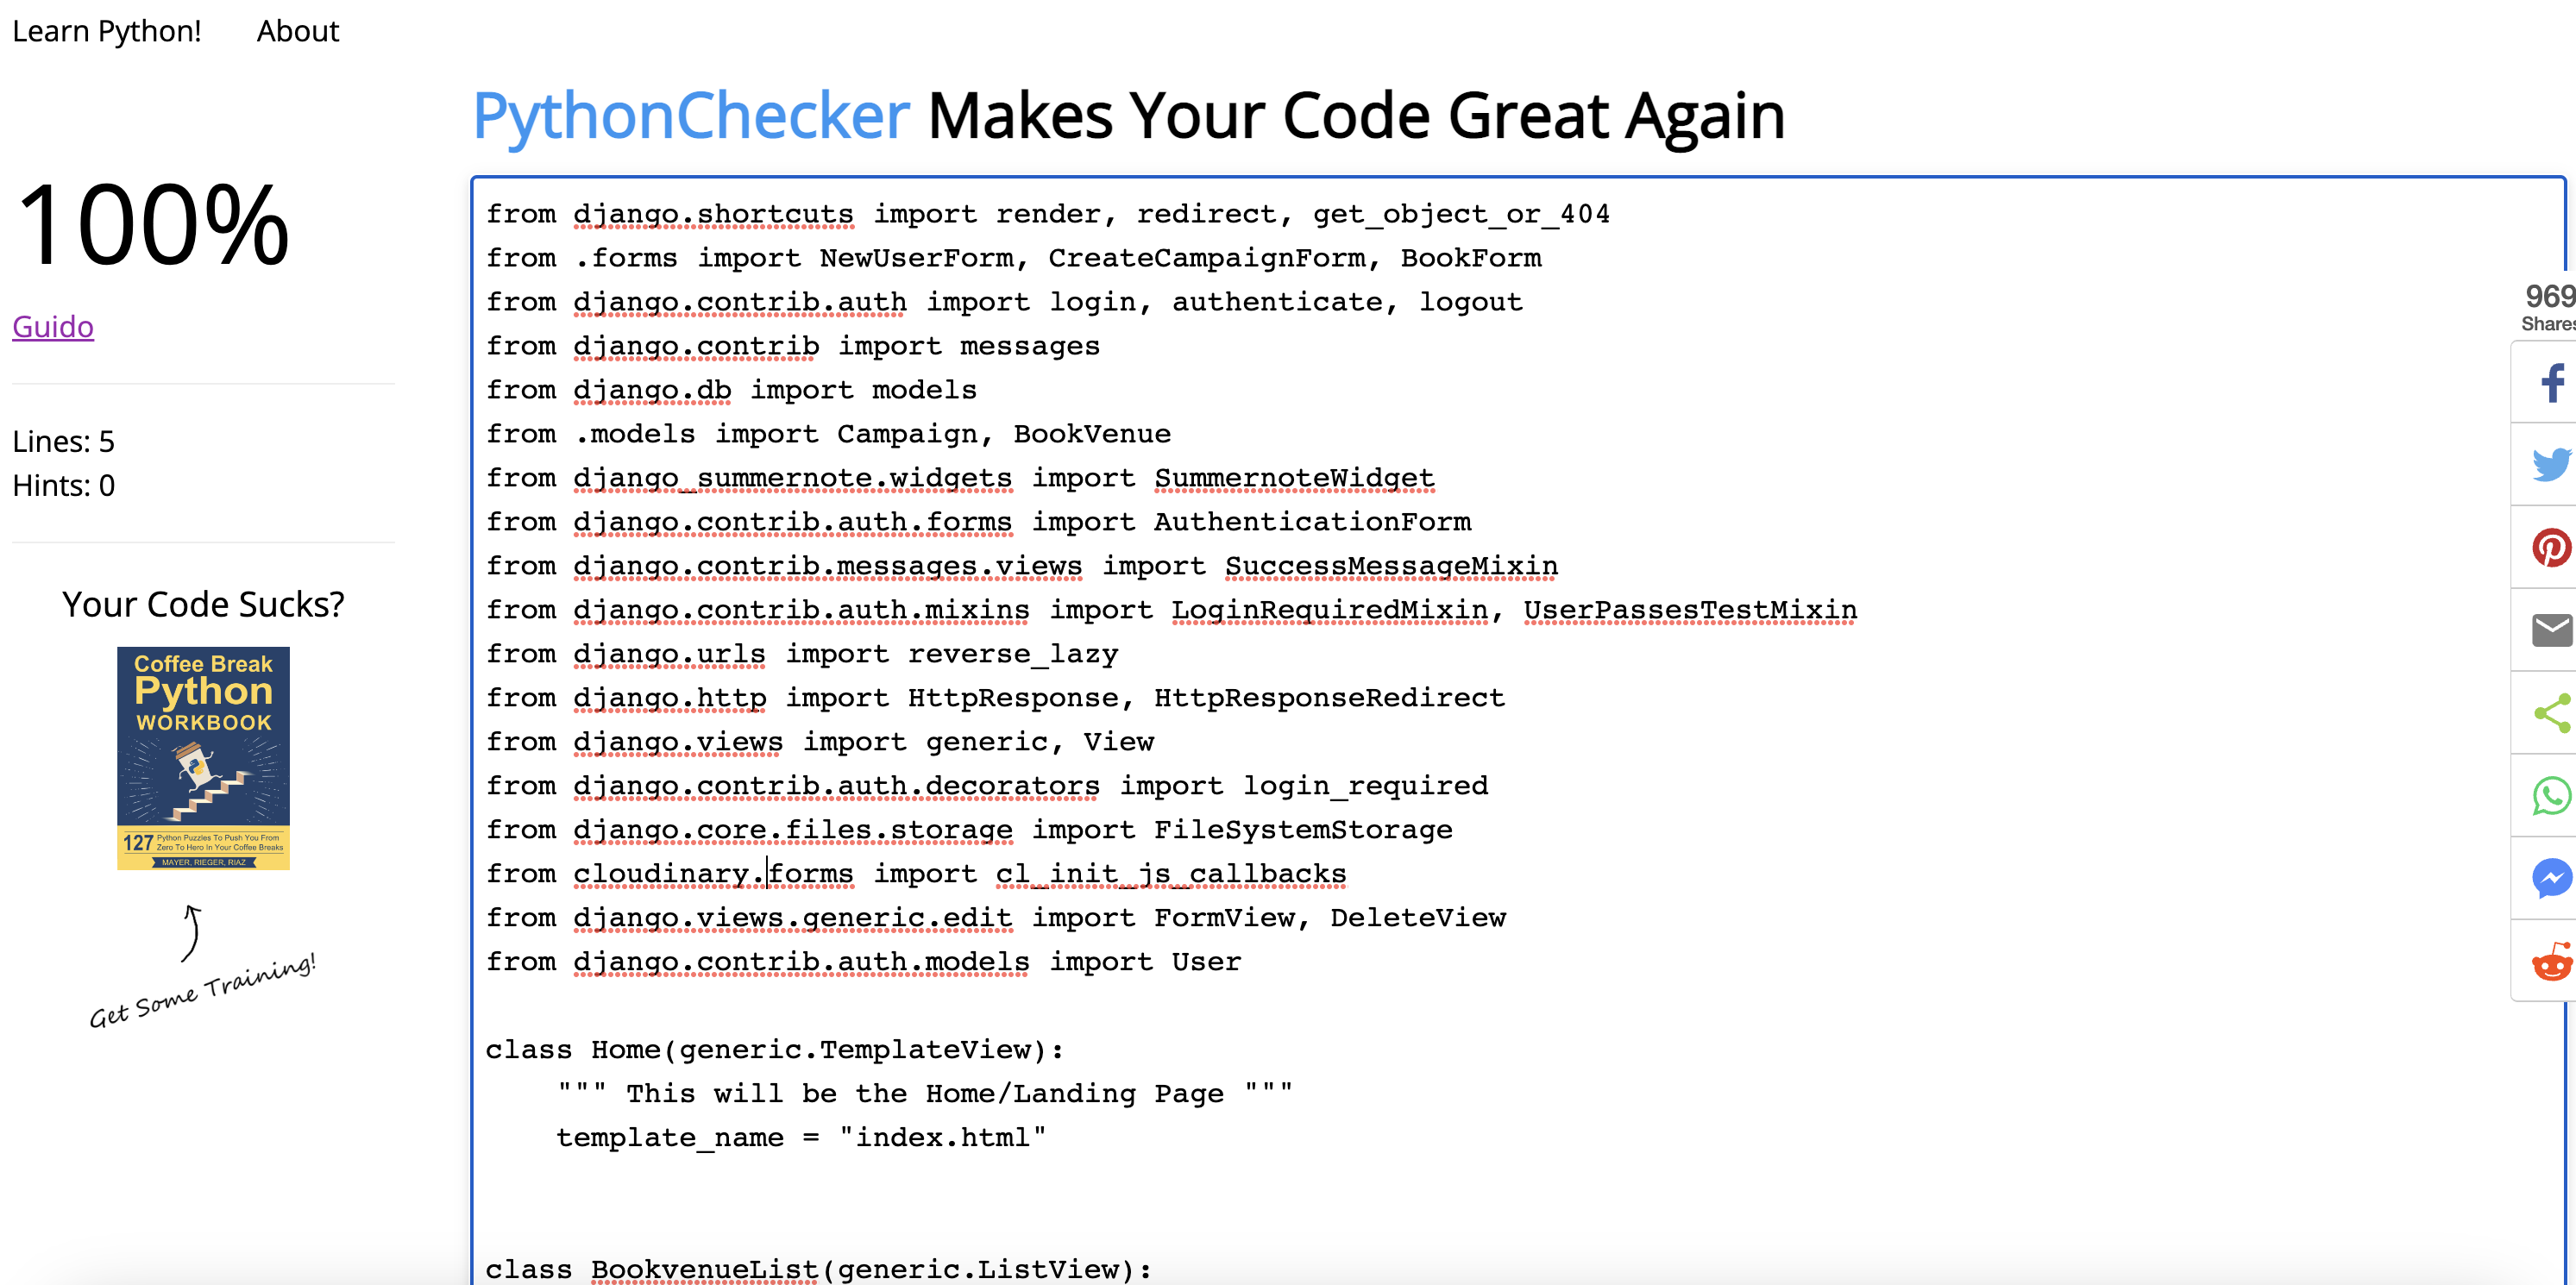 Learn Python! About
PythonChecker Makes Your Code Great Again
100%
Guido
Lines: 5
Hints: 0
Your Code Sucks?
Coffee Break
Python
WORKBOOK
127 Python Puzzles To Push You From
Zero To Hero In Your Coffee Breaks
MAYER, RIEGER, RIAZ
Get Some Training!
from django.shortcuts import render, redirect, get_object_or_404
from .forms import NewUserForm, CreateCampaignForm, BookForm
from django.contrib.auth import login, authenticate, logout
from django.contrib import messages
from django.db import models
from .models import Campaign, BookVenue
from django_summernote.widgets import SummernoteWidget
from django.contrib.auth.forms import AuthenticationForm
from django.contrib.messages.views import SuccessMessageMixin
from django.contrib.auth.mixins import LoginRequiredMixin, UserPassesTestMixin
from django.urls import reverse_lazy
from django.http import HttpResponse, HttpResponseRedirect
from django.views import generic, View
from django.contrib.auth.decorators import login_required
from django.core.files.storage import FileSystemStorage
from cloudinary.forms import cl_init_js_callbacks
from django.views.generic.edit import FormView, DeleteView
from django.contrib.auth.models import User
class Home(generic.TemplateView):
""" This will be the Home/Landing Page """
template_name = "index.html"
class BookvenueList(generic.ListView):
969
Shares